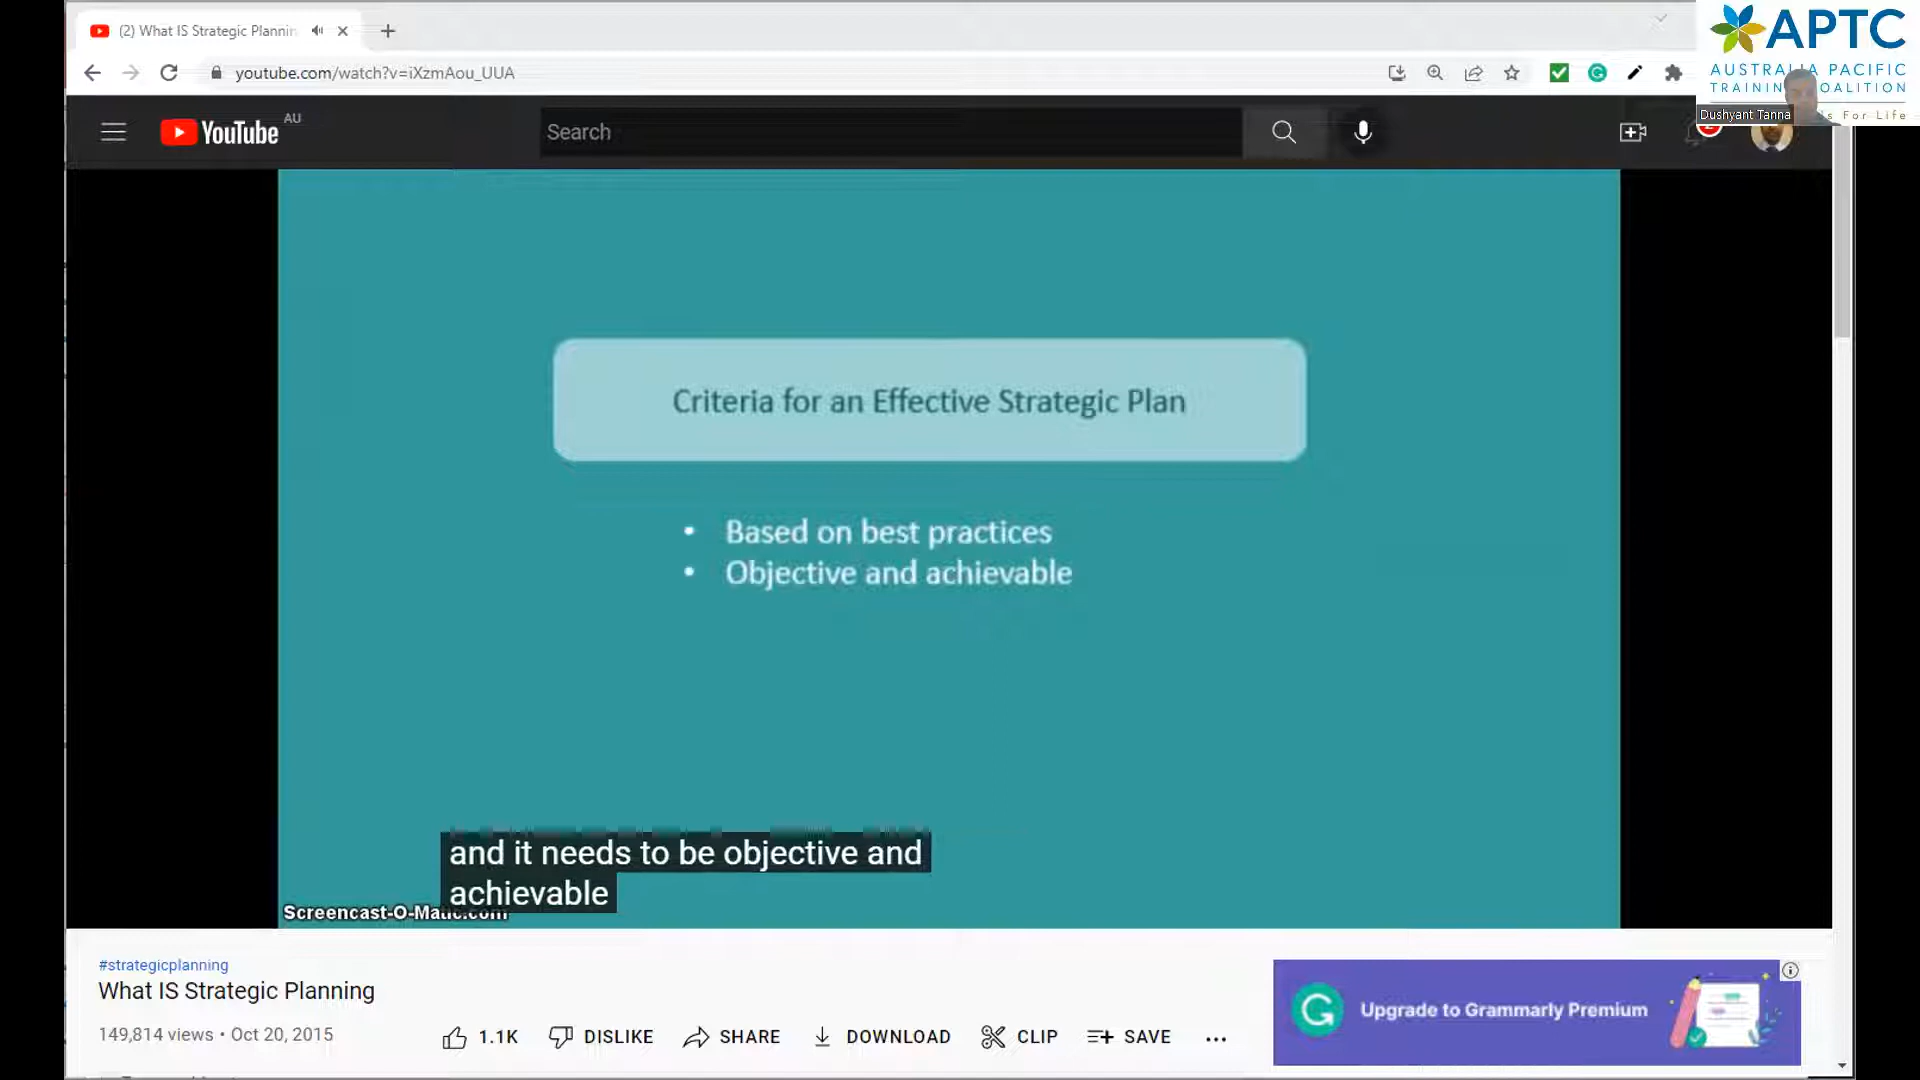 (2) What IS Strategic Plannin
APTC
youtube.com/watch?v=iXzmAou_UUA
AUSTRALIA PACIFIC
Dushyant Tanna
s For Life
YouTube
AU
Search
Criteria for an Effective Strategic Plan
• Based on best practices
• Objective and achievable
and it needs to be objective and
achievable
Screencast-O-Matic.com
#strategicplanning
What IS Strategic Planning
149,814 views • Oct 20, 2015
1.1K
DISLIKE
SHARE
DOWNLOAD
CLIP
SAVE
Upgrade to Grammarly Premium